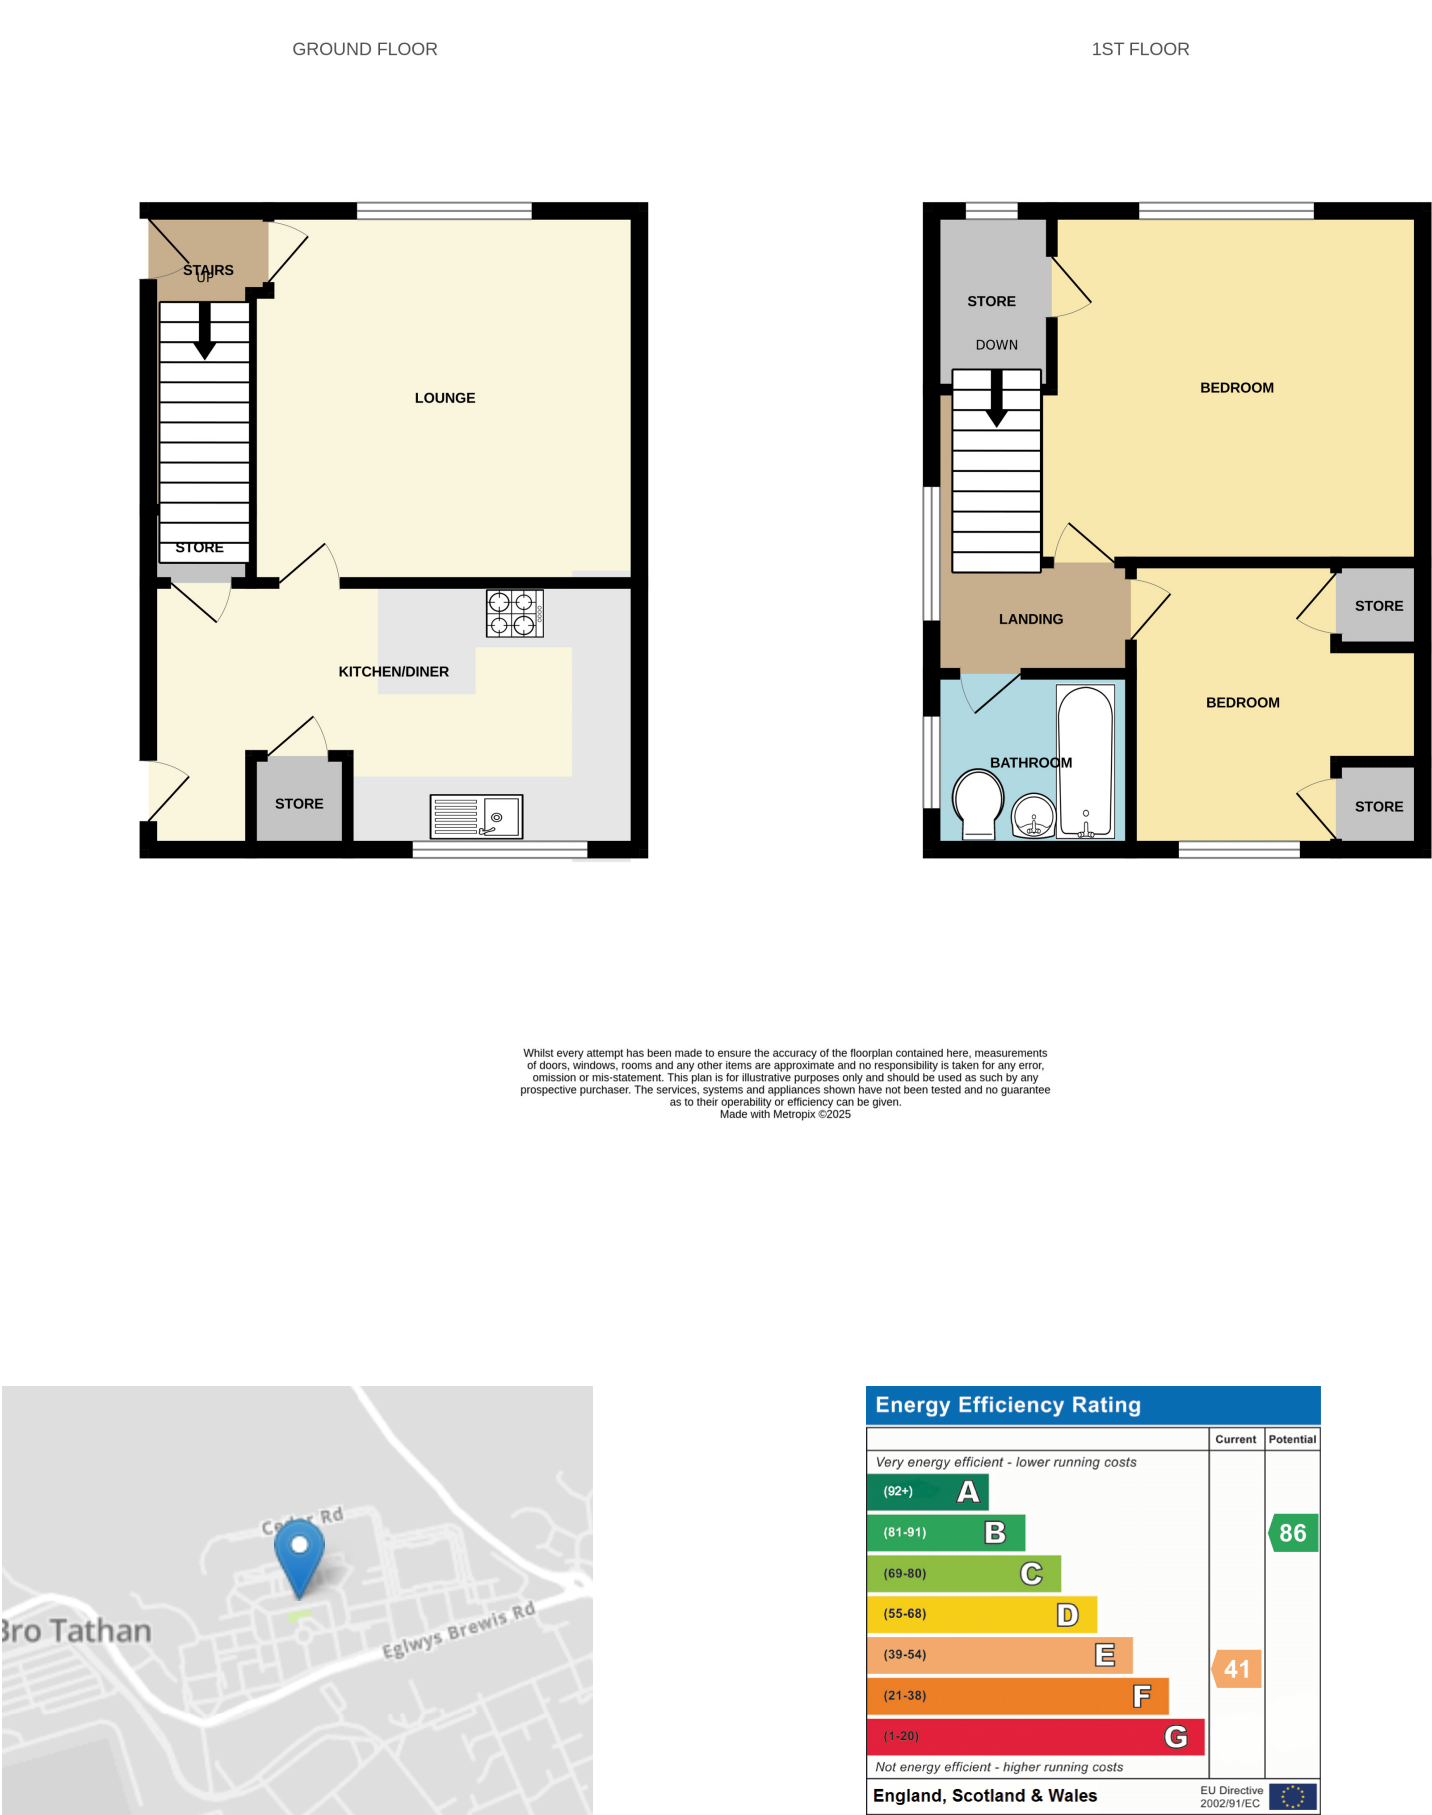 GROUND FLOOR
1ST FLOOR
STAIRS
UP
LOUNGE
STORE
KITCHEN/DINER
STORE
STORE
DOWN
BEDROOM
LANDING
STORE
BEDROOM
BATHROOM
STORE
Whilst every attempt has been made to ensure the accuracy of the floorplan contained here, measurements
of doors, windows, rooms and any other items are approximate and no responsibility is taken for any error,
omission or mis-statement. This plan is for illustrative purposes only and should be used as such by any
prospective purchaser. The services, systems and appliances shown have not been tested and no guarantee
as to their operability or efficiency can be given.
Made with Metropix ©2025
Cedar Rd
Bro Tathan
Eglwys Brewis Rd
Energy Efficiency Rating
Current Potential
Very energy efficient - lower running costs
(92+) A
(81-91) B 86
(69-80) C
(55-68) D
(39-54) E 41
(21-38) F
(1-20) G
Not energy efficient - higher running costs
England, Scotland & Wales
EU Directive
2002/91/EC